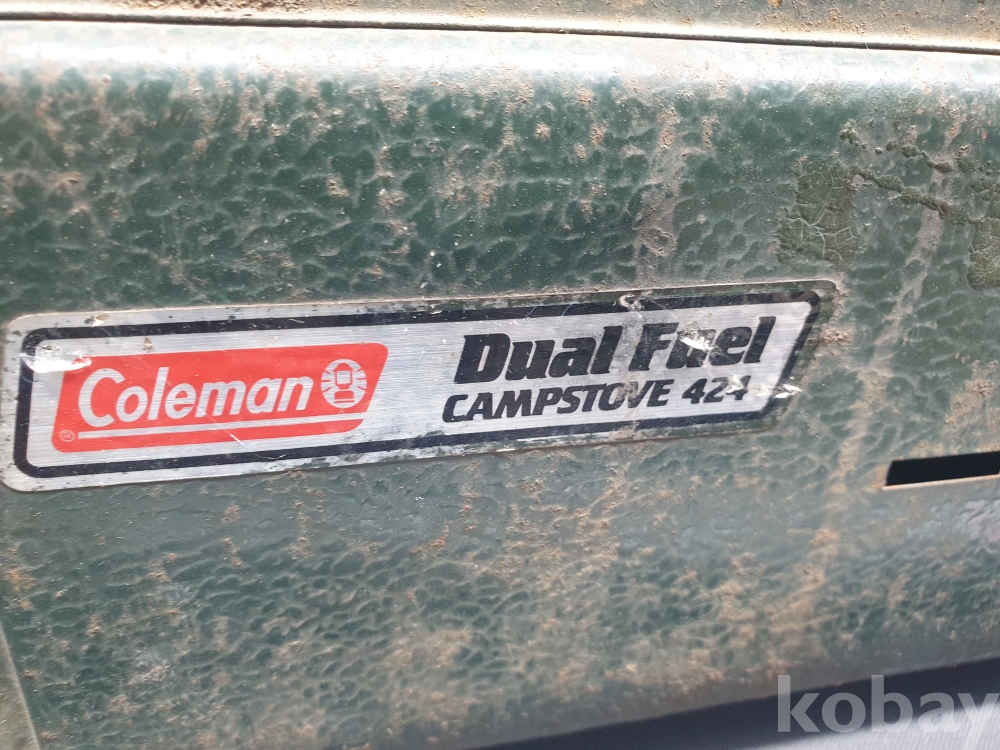 Coleman
®
Dual Fuel
CAMPSTOVE 424
kobay